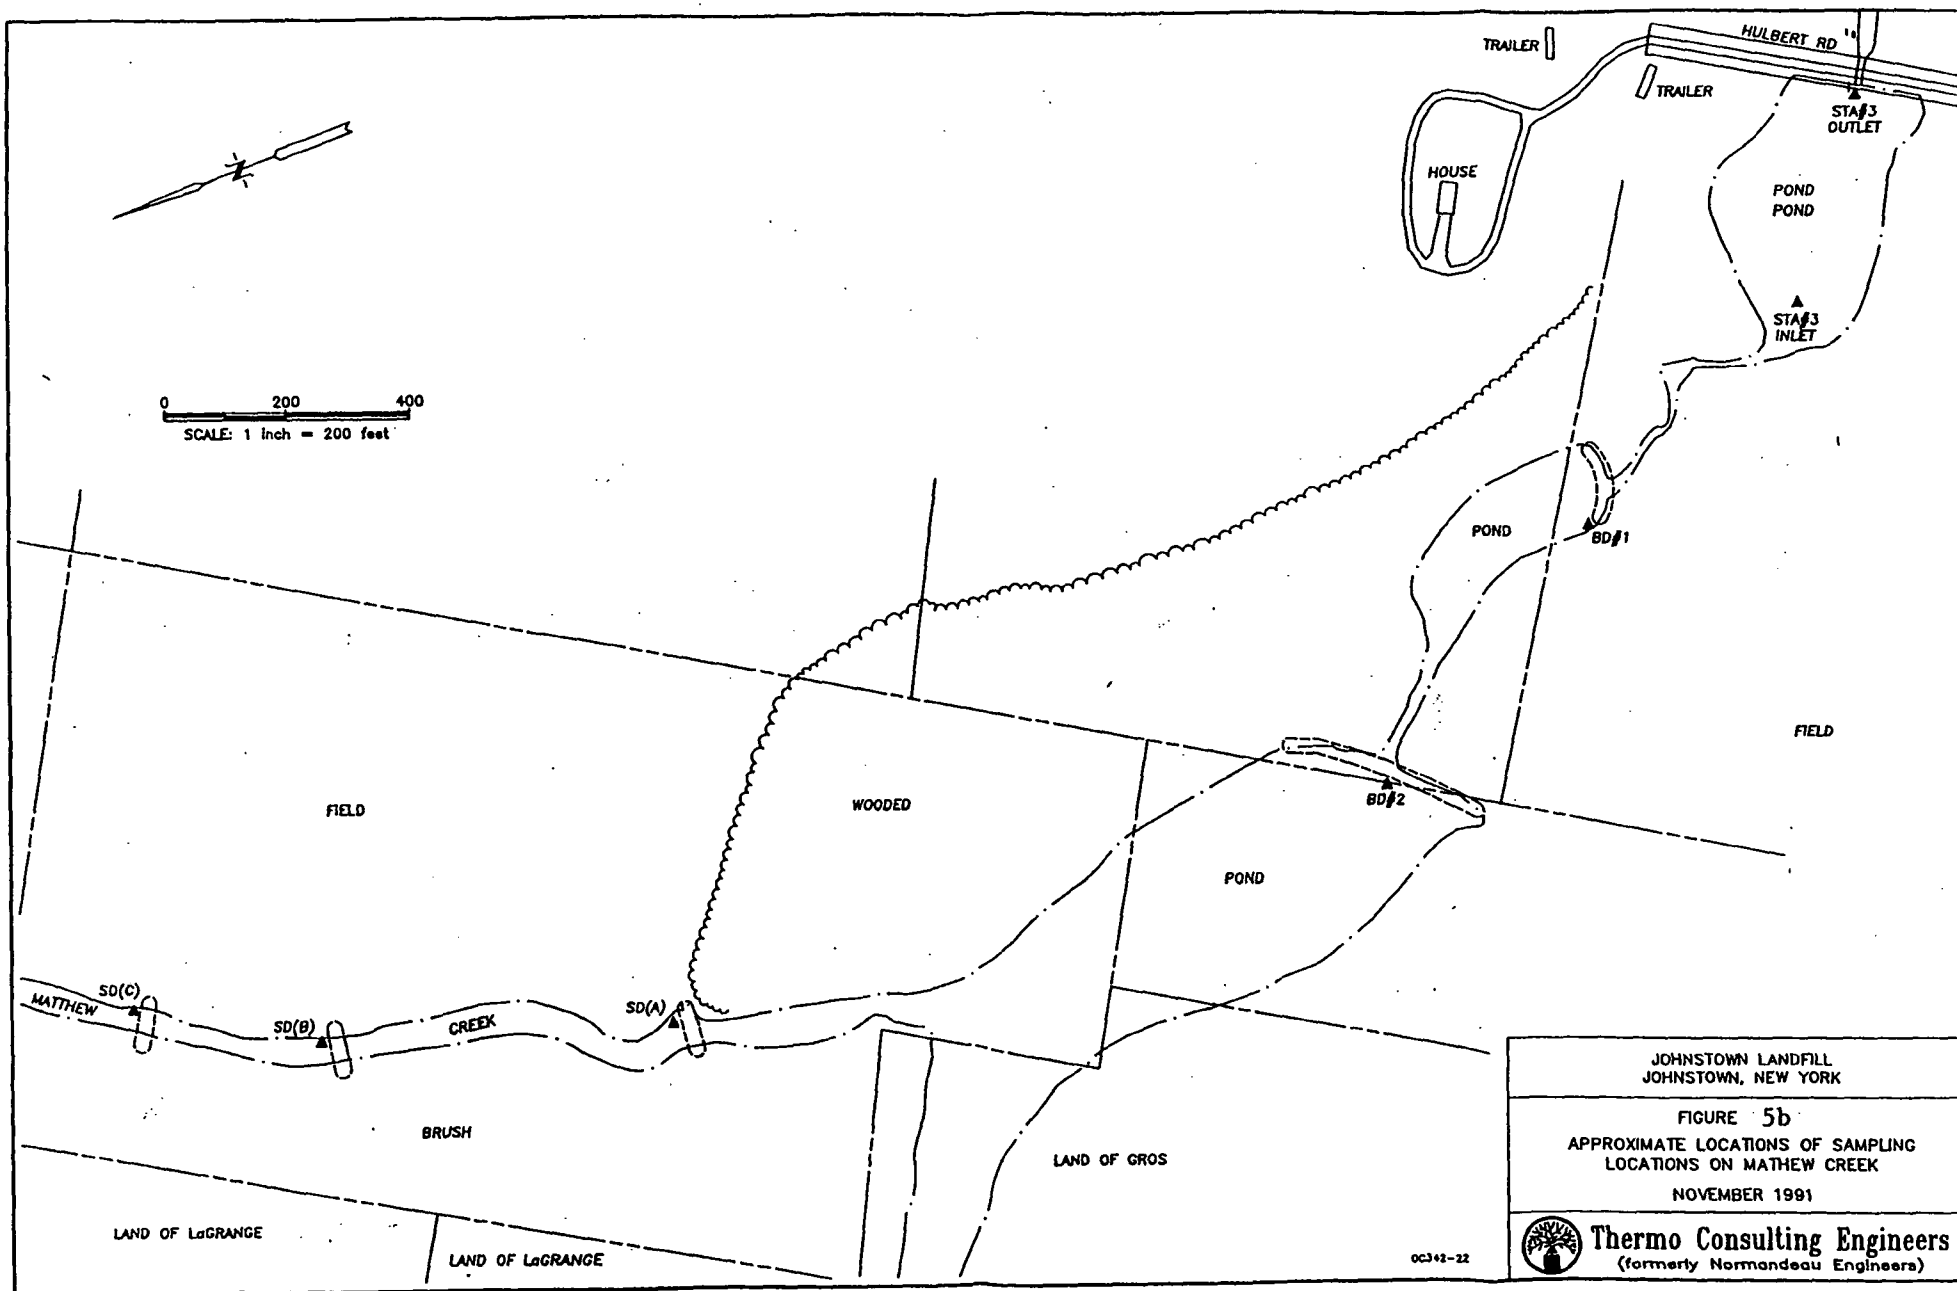 TRAILER
HULBERT RD
TRAILER
STA#3
OUTLET
HOUSE
POND
POND
N
STA#3
INLET
0 200 400
SCALE: 1 inch = 200 feet
POND
BD#1
FIELD
BD#2
FIELD
WOODED
POND
SD(C)
MATTHEW
SD(B)
CREEK
SD(A)
BRUSH
LAND OF GROS
LAND OF LaGRANGE
LAND OF LaGRANGE
OCJ42-22
JOHNSTOWN LANDFILL
JOHNSTOWN, NEW YORK
FIGURE 5b
APPROXIMATE LOCATIONS OF SAMPLING
LOCATIONS ON MATHEW CREEK
NOVEMBER 1991
Thermo Consulting Engineers
(formerly Normandeau Engineers)